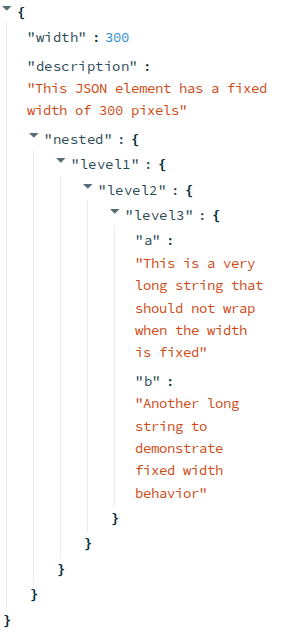 {
"width" : 300
"description" :
"This JSON element has a fixed
width of 300 pixels"
"nested" : {
"level1" : {
"level2" : {
"level3" : {
"a" :
"This is a very
long string that
should not wrap
when the width
is fixed"
"b" :
"Another long
string to
demonstrate
fixed width
behavior"
}
}
}
}
}